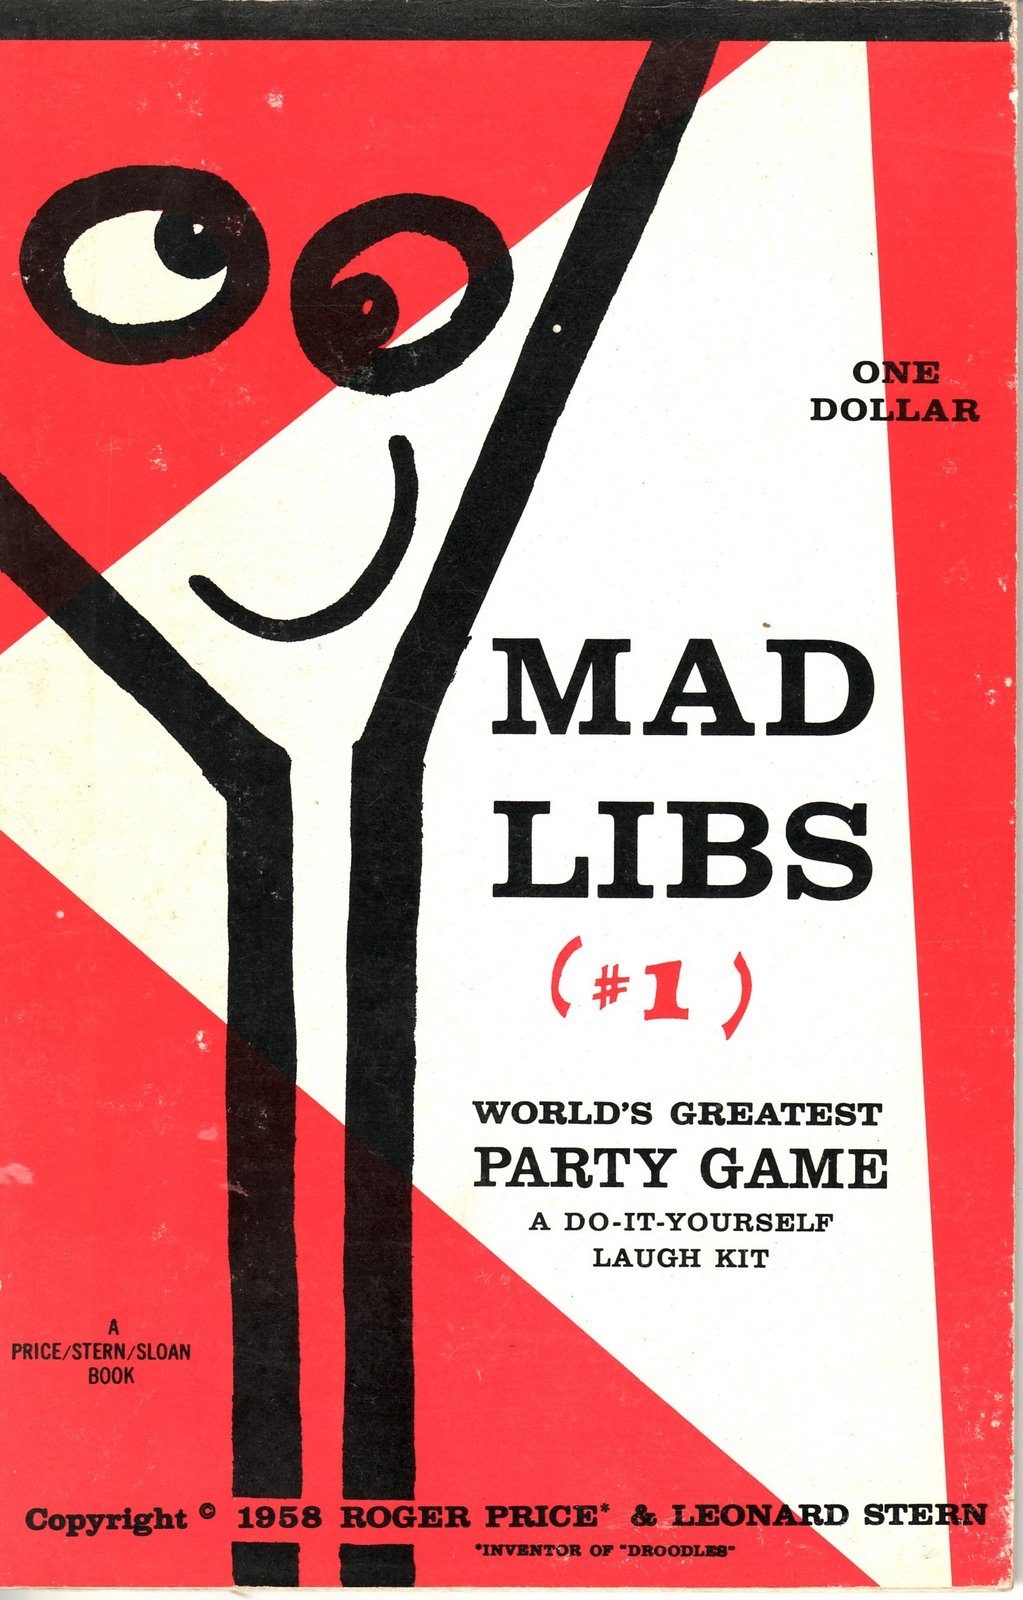 ONE
DOLLAR
MAD
LIBS
(#1)
WORLD'S GREATEST
PARTY GAME
A DO-IT-YOURSELF
LAUGH KIT
A
PRICE/STERN/SLOAN
BOOK
Copyright © 1958 ROGER PRICE* & LEONARD STERN
*INVENTOR OF "DROODLES"